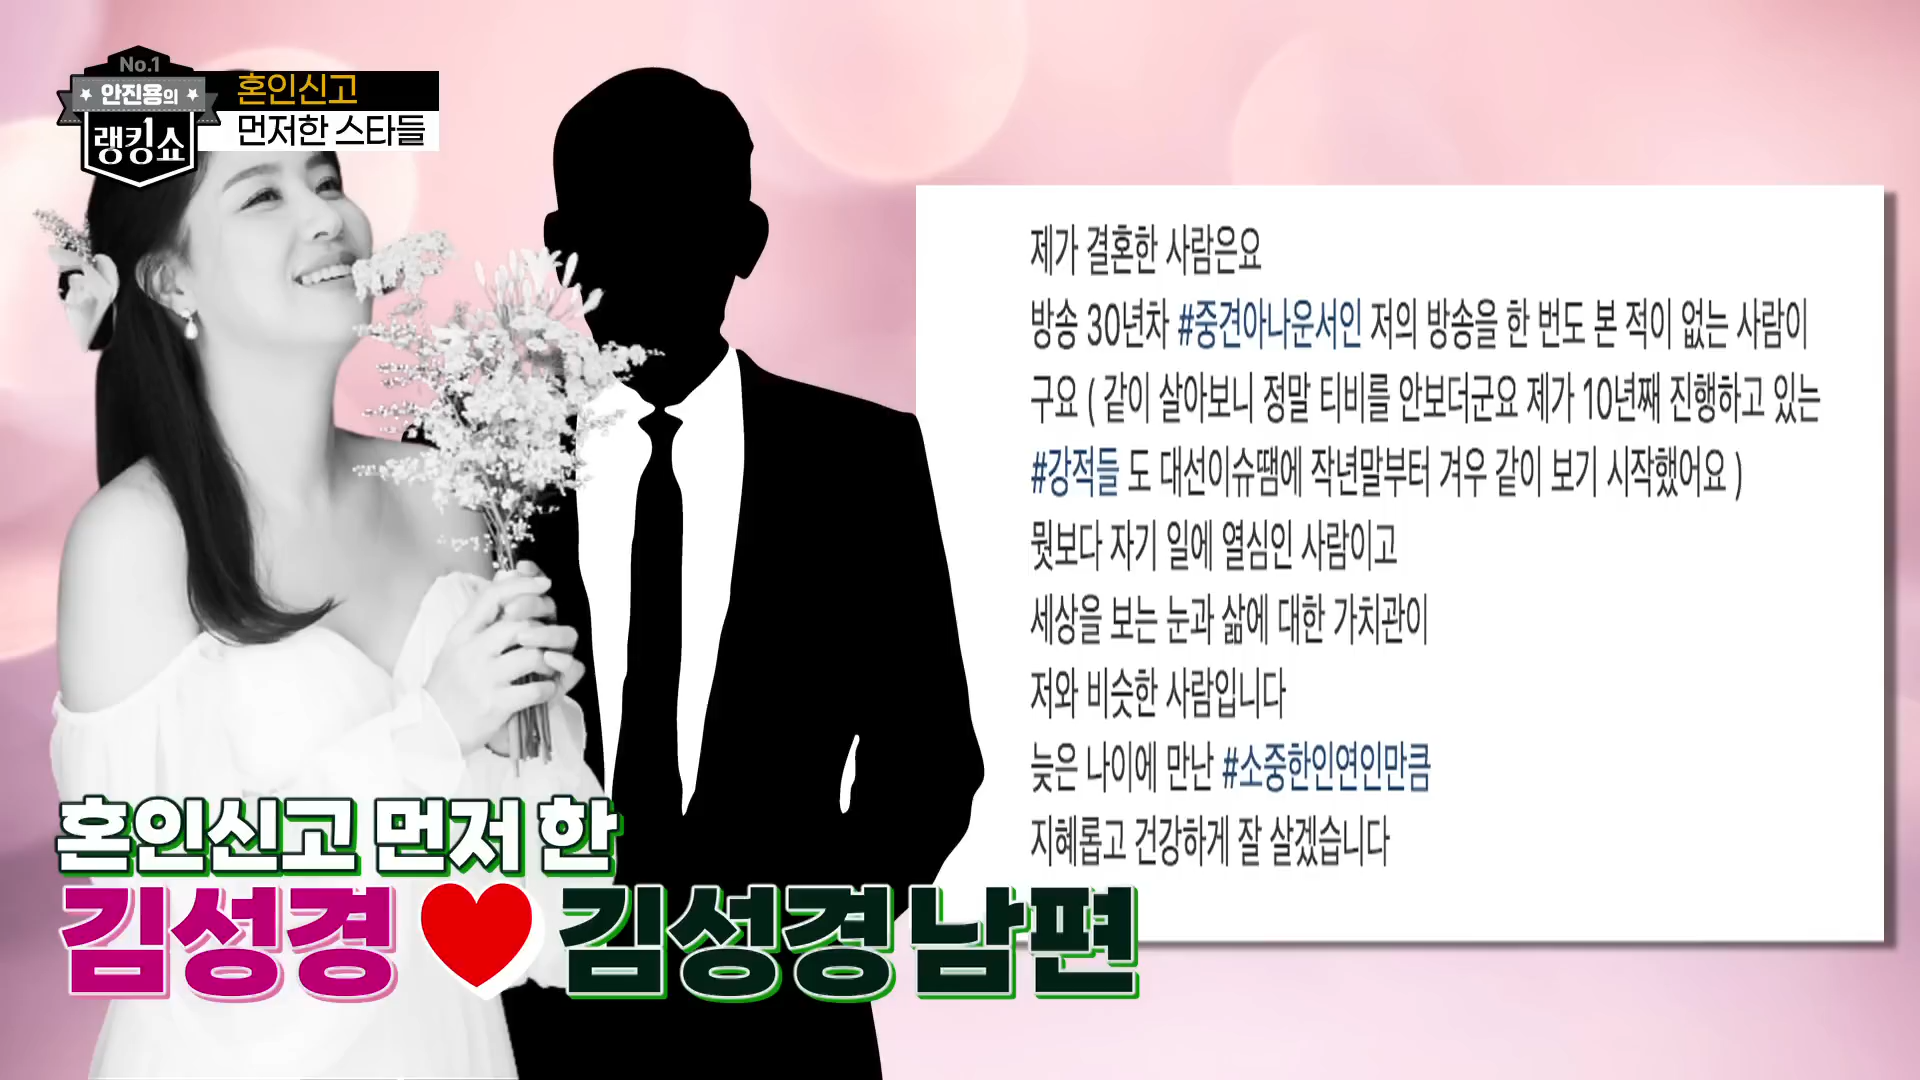 No.1
안진용의
랭킹쇼
혼인신고
먼저한 스타들
제가 결혼한 사람은요
방송 30년차 #중견아나운서인 저의 방송을 한 번도 본 적이 없는 사람이
구요 ( 같이 살아보니 정말 티비를 안보더군요 제가 10년째 진행하고 있는
#강적들 도 대선이슈땜에 작년말부터 겨우 같이 보기 시작했어요 )
뭣보다 자기 일에 열심인 사람이고
세상을 보는 눈과 삶에 대한 가치관이
저와 비슷한 사람입니다
늦은 나이에 만난 #소중한인연인만큼
지혜롭고 건강하게 잘 살겠습니다
혼인신고 먼저 한
김성경 ♥ 김성경 남편